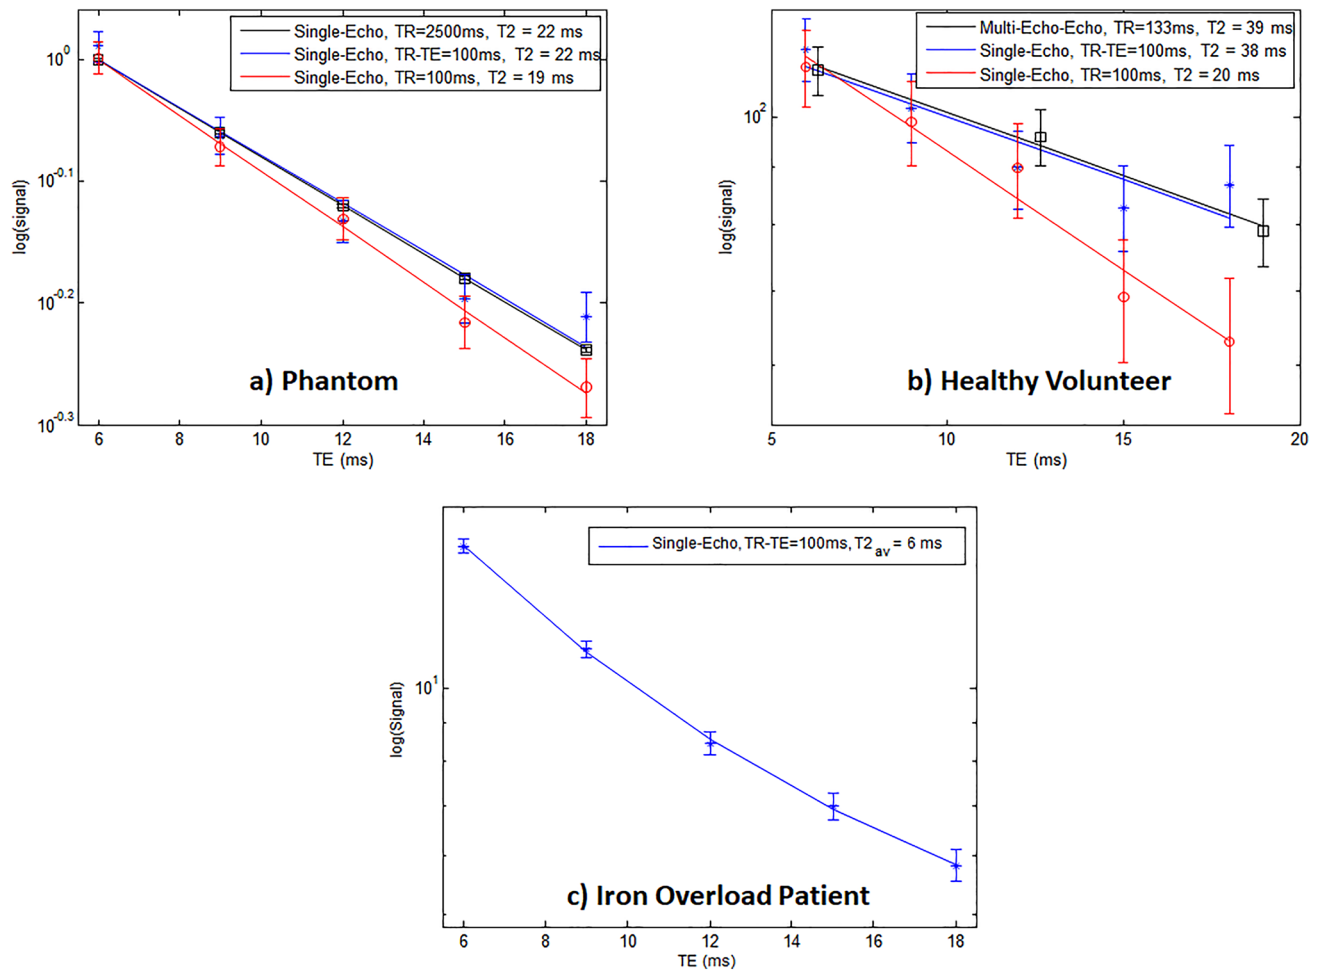 Single-Echo, TR=2500ms, T2 = 22 ms
Single-Echo, TR-TE=100ms, T2 = 22 ms
Single-Echo, TR=100ms, T2 = 19 ms
10^0
10^-0.1
10^-0.2
10^-0.3
log(signal)
a) Phantom
6 8 10 12 14 16 18
TE (ms)
Multi-Echo-Echo, TR=133ms, T2 = 39 ms
Single-Echo, TR-TE=100ms, T2 = 38 ms
Single-Echo, TR=100ms, T2 = 20 ms
10^2
log(signal)
b) Healthy Volunteer
5 10 15 20
TE (ms)
Single-Echo, TR-TE=100ms, T2av = 6 ms
10^1
log(Signal)
c) Iron Overload Patient
6 8 10 12 14 16 18
TE (ms)